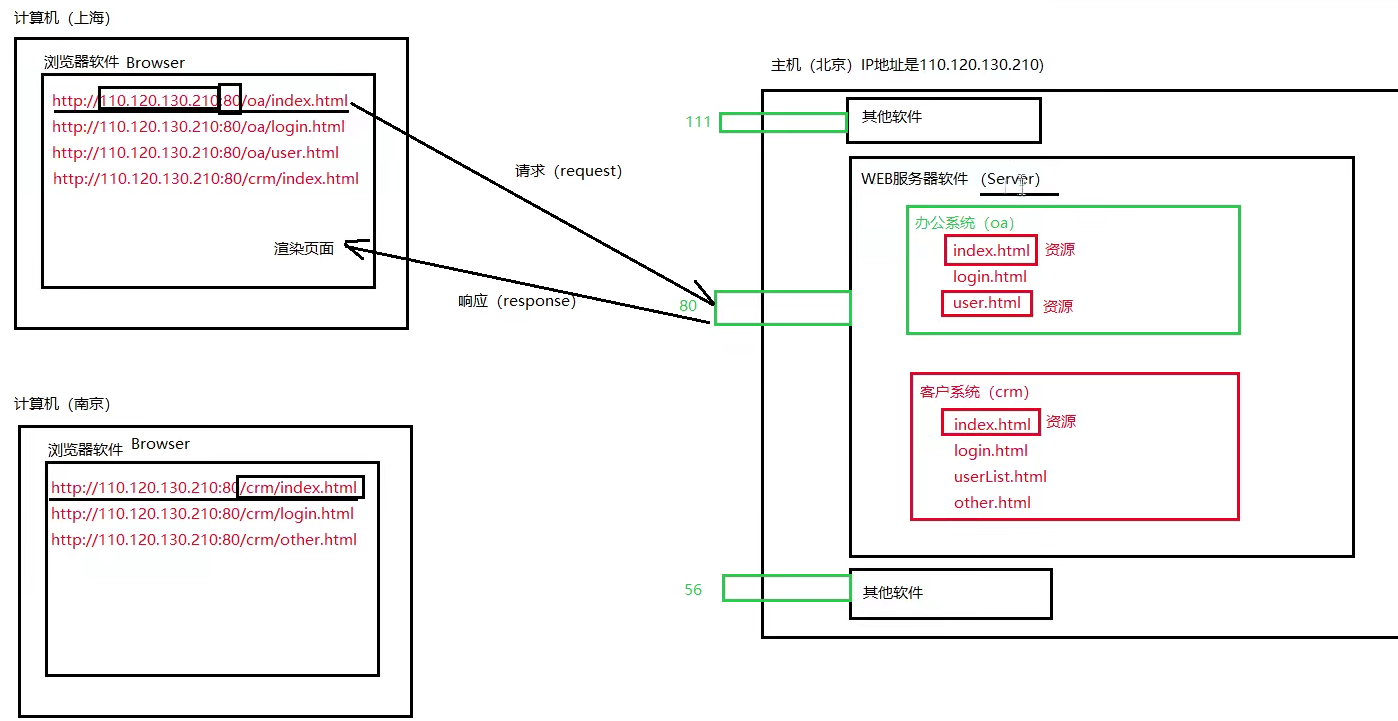 计算机（上海）
浏览器软件 Browser
http://110.120.130.210:80/oa/index.html
http://110.120.130.210:80/oa/login.html
http://110.120.130.210:80/oa/user.html
http://110.120.130.210:80/crm/index.html
渲染页面
请求（request）
响应（response）
计算机（南京）
浏览器软件 Browser
http://110.120.130.210:80/crm/index.html
http://110.120.130.210:80/crm/login.html
http://110.120.130.210:80/crm/other.html
主机（北京）IP地址是110.120.130.210)
111
其他软件
WEB服务器软件 （Server）
办公系统（oa）
index.html 资源
login.html
user.html 资源
80
客户系统（crm）
index.html 资源
login.html
userList.html
other.html
56
其他软件